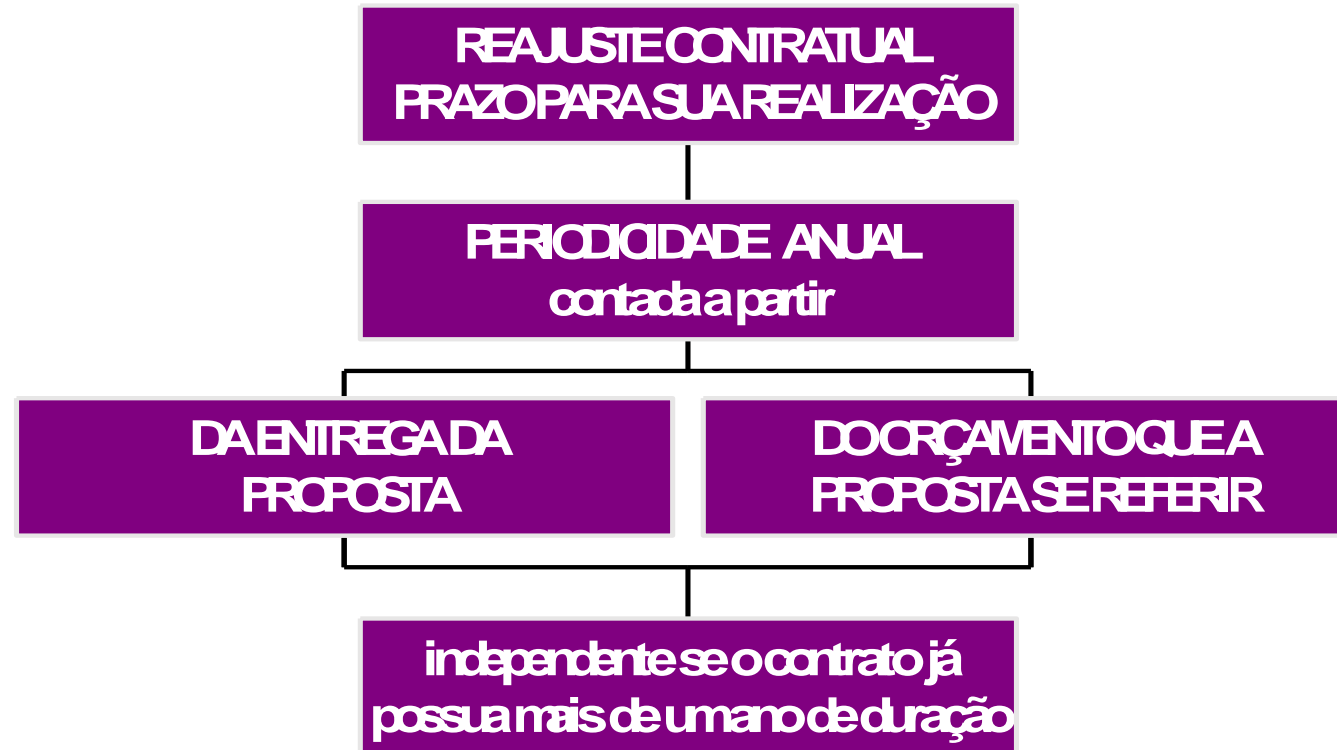 REAJUSTE CONTRATUAL
PRAZO PARA SUA REALIZAÇÃO
PERIODICIDADE ANUAL
contada a partir
DA ENTREGA DA
PROPOSTA
DO ORÇAMENTO QUE A
PROPOSTA SE REFERIR
independente se o contrato já
possua mais de um ano de duração